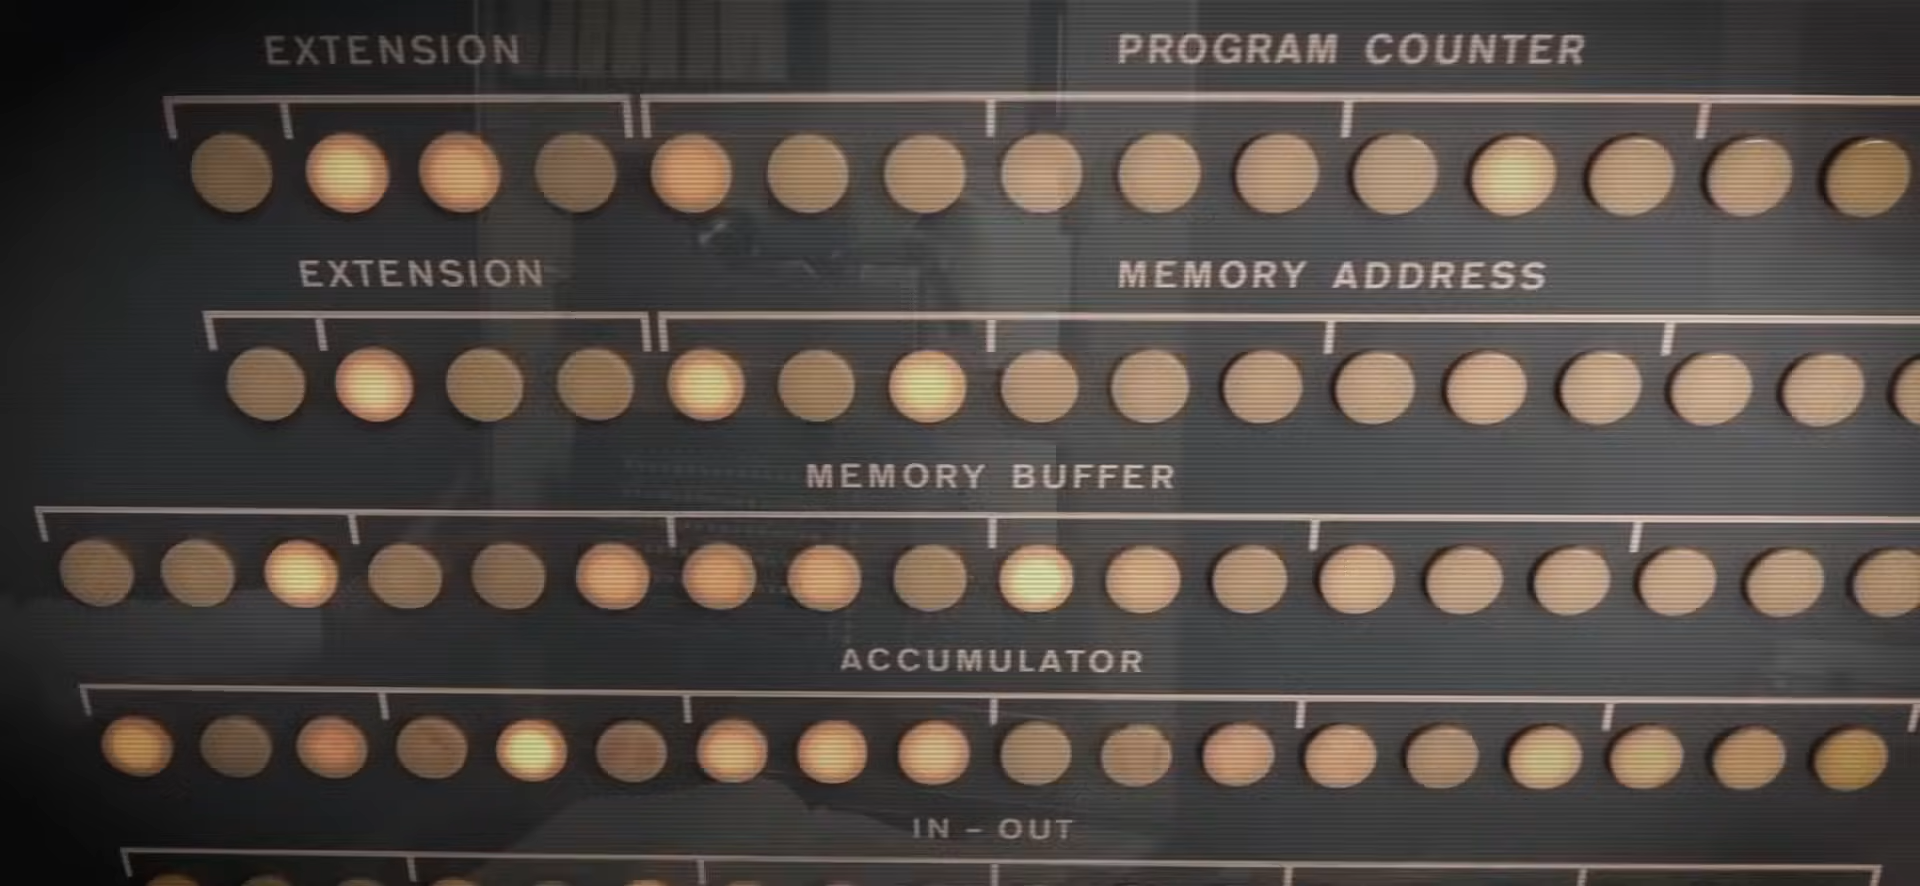 EXTENSION PROGRAM COUNTER
EXTENSION MEMORY ADDRESS
MEMORY BUFFER
ACCUMULATOR
IN - OUT